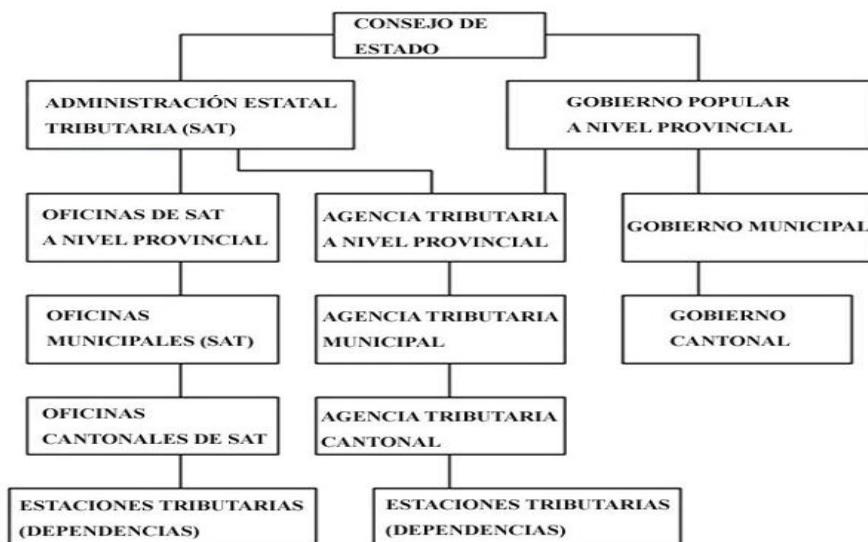 CONSEJO DE
ESTADO
ADMINISTRACIÓN ESTATAL
TRIBUTARIA (SAT)
GOBIERNO POPULAR
A NIVEL PROVINCIAL
OFICINAS DE SAT
A NIVEL PROVINCIAL
AGENCIA TRIBUTARIA
A NIVEL PROVINCIAL
GOBIERNO MUNICIPAL
OFICINAS
MUNICIPALES (SAT)
AGENCIA TRIBUTARIA
MUNICIPAL
GOBIERNO
CANTONAL
OFICINAS
CANTONALES DE SAT
AGENCIA TRIBUTARIA
CANTONAL
ESTACIONES TRIBUTARIAS
(DEPENDENCIAS)
ESTACIONES TRIBUTARIAS
(DEPENDENCIAS)